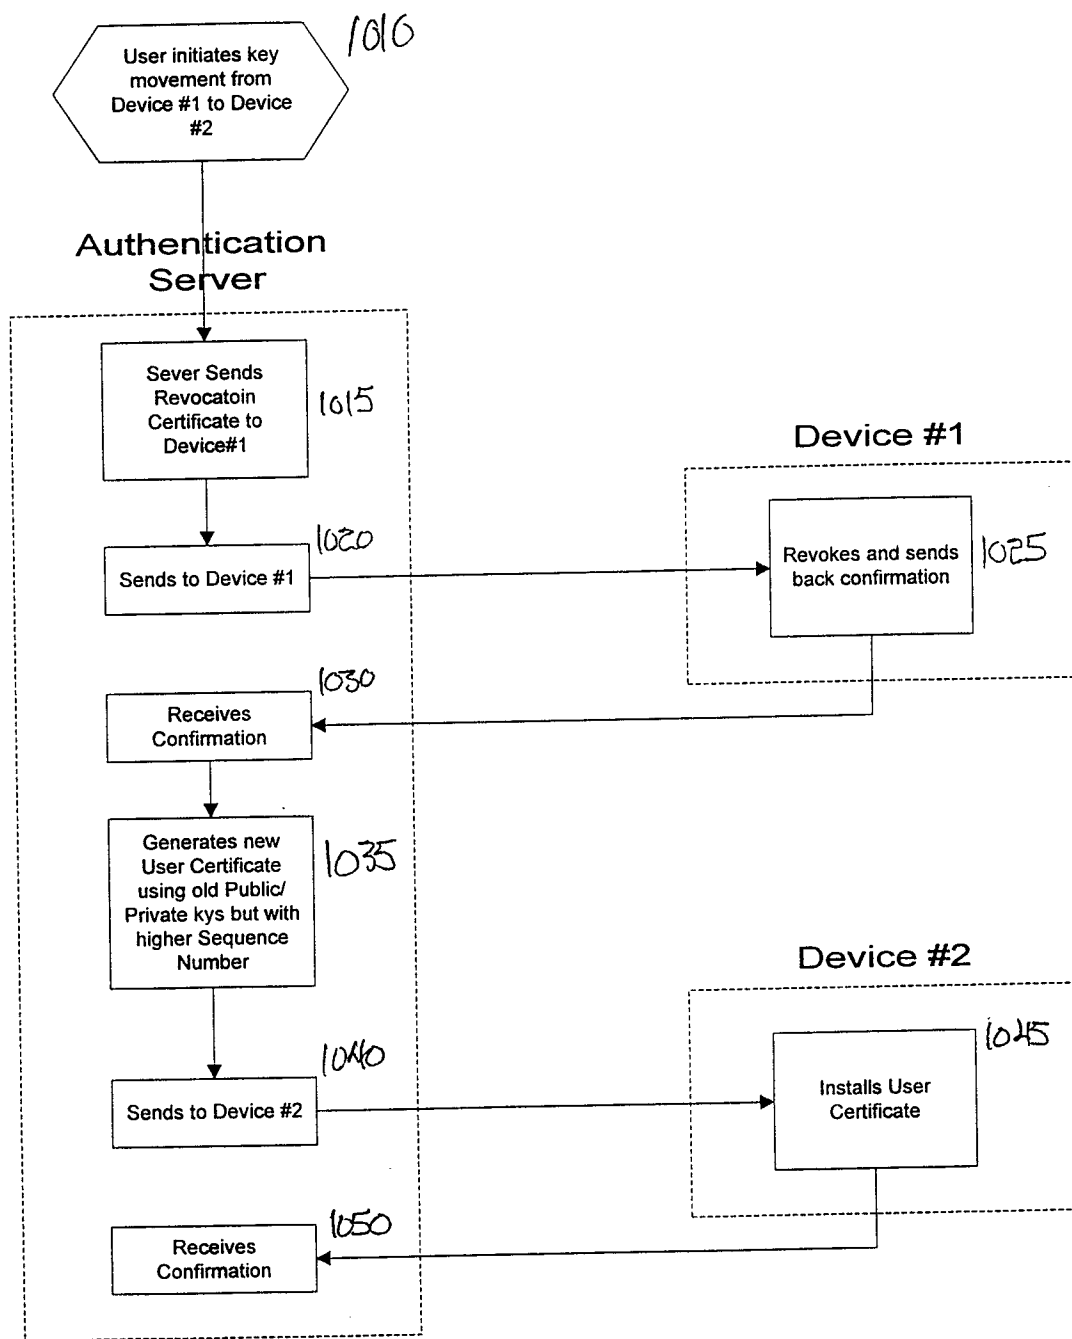 User initiates key
movement from
Device #1 to Device
#2
1010
Authentication
Server
Sever Sends
Revocatoin
Certificate to
Device#1
1015
Device #1
1020
Sends to Device #1
Revokes and sends
back confirmation
1025
1030
Receives
Confirmation
Generates new
User Certificate
using old Public/
Private kys but with
higher Sequence
Number
1035
Device #2
1040
Sends to Device #2
Installs User
Certificate
1045
1050
Receives
Confirmation